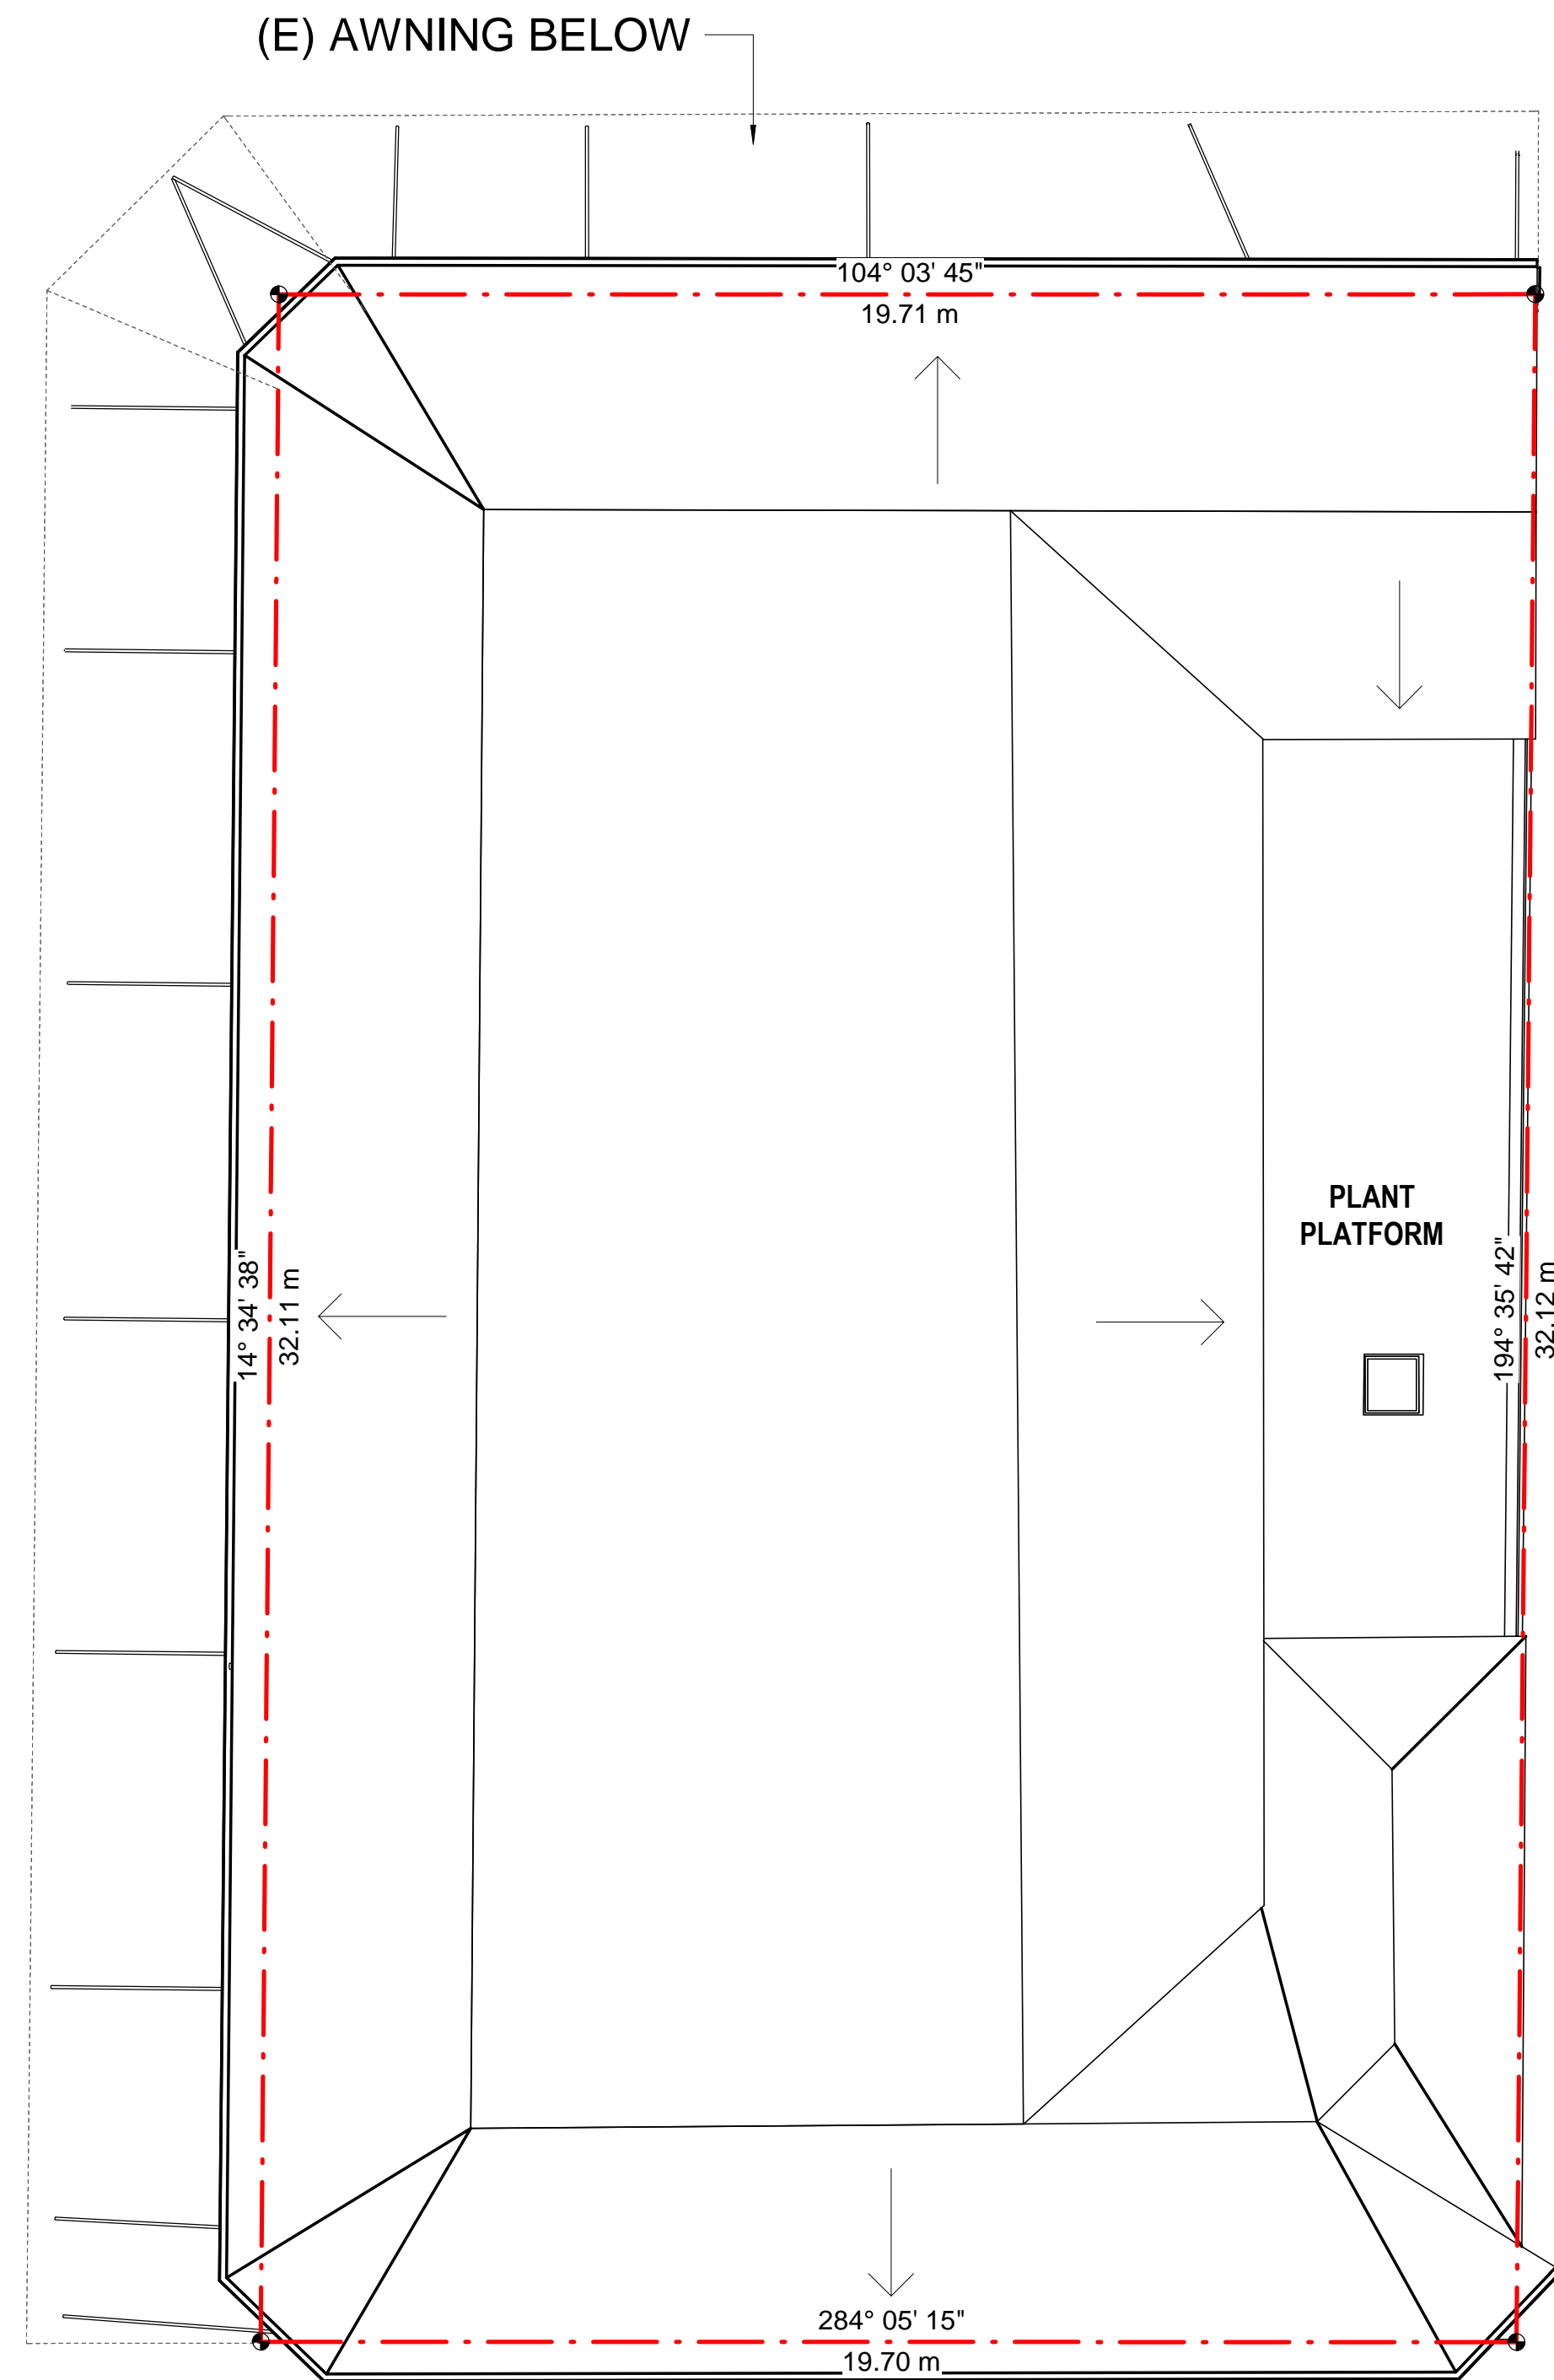 (E) AWNING BELOW
104° 03' 45"
19.71 m
PLANT
PLATFORM
14° 34' 38"
32.11 m
194° 35' 42"
32.12 m
284° 05' 15"
19.70 m